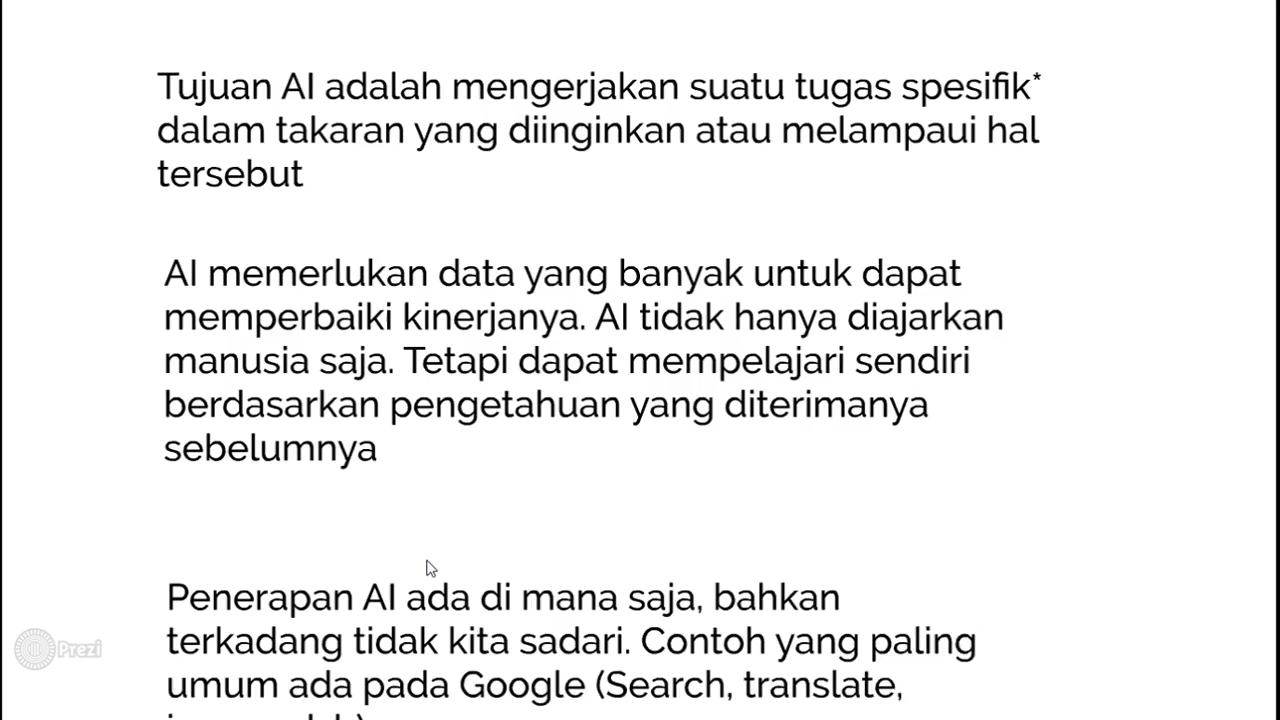 Tujuan AI adalah mengerjakan suatu tugas spesifik*
dalam takaran yang diinginkan atau melampaui hal
tersebut
AI memerlukan data yang banyak untuk dapat
memperbaiki kinerjanya. AI tidak hanya diajarkan
manusia saja. Tetapi dapat mempelajari sendiri
berdasarkan pengetahuan yang diterimanya
sebelumnya
Penerapan AI ada di mana saja, bahkan
terkadang tidak kita sadari. Contoh yang paling
umum ada pada Google (Search, translate,
Prezi